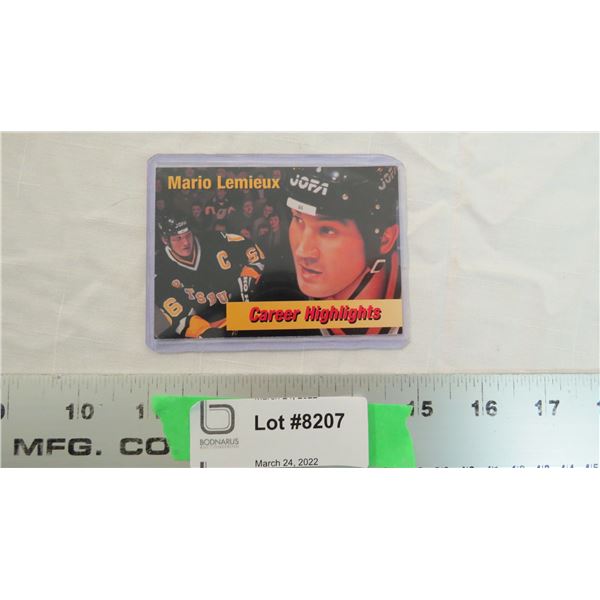 Mario Lemieux
JOFA
C
Career Highlights
10
15
16
17
MFG. CO
BODNARUS
Lot #8207
March 24, 2022